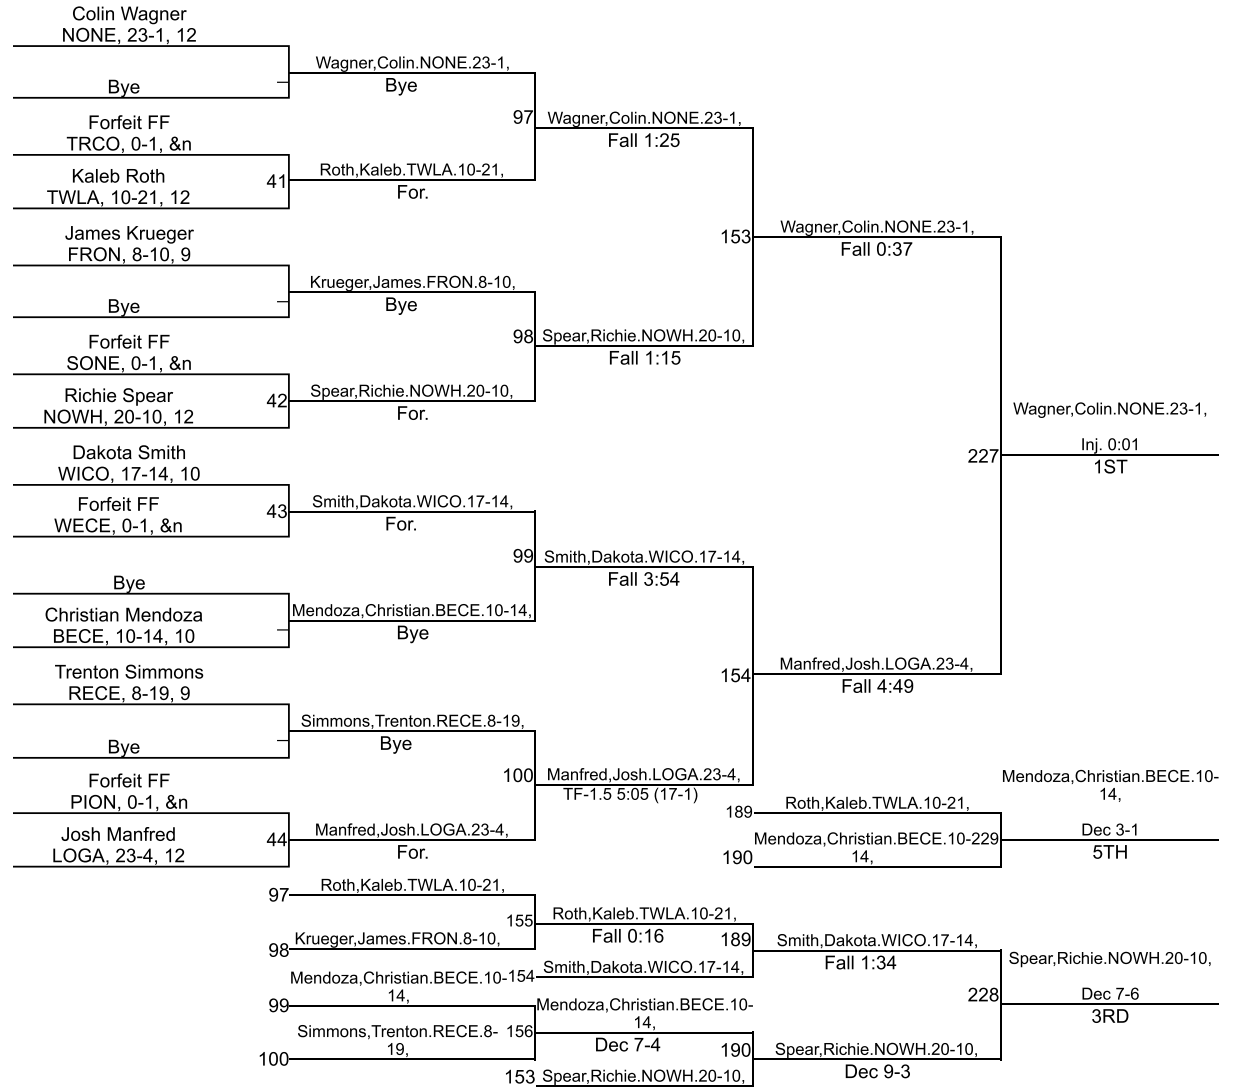 Colin Wagner
NONE, 23-1, 12
Bye
Forfeit FF
TRCO, 0-1, &n
Kaleb Roth
TWLA, 10-21, 12
41
James Krueger
FRON, 8-10, 9
Bye
Forfeit FF
SONE, 0-1, &n
Richie Spear
NOWH, 20-10, 12
42
Dakota Smith
WICO, 17-14, 10
Forfeit FF
WECE, 0-1, &n
43
Bye
Christian Mendoza
BECE, 10-14, 10
Trenton Simmons
RECE, 8-19, 9
Bye
Forfeit FF
PION, 0-1, &n
Josh Manfred
LOGA, 23-4, 12
44
Wagner,Colin.NONE.23-1,
Bye
97
Roth,Kaleb.TWLA.10-21,
For.
Krueger,James.FRON.8-10,
Bye
98
Spear,Richie.NOWH.20-10,
For.
Smith,Dakota.WICO.17-14,
For.
99
Mendoza,Christian.BECE.10-14,
Bye
Simmons,Trenton.RECE.8-19,
Bye
100
Manfred,Josh.LOGA.23-4,
For.
Wagner,Colin.NONE.23-1,
Fall 1:25
153
Spear,Richie.NOWH.20-10,
Fall 1:15
Smith,Dakota.WICO.17-14,
Fall 3:54
154
Manfred,Josh.LOGA.23-4,
TF-1.5 5:05 (17-1)
Wagner,Colin.NONE.23-1,
Fall 0:37
227
Manfred,Josh.LOGA.23-4,
Fall 4:49
Wagner,Colin.NONE.23-1,
Inj. 0:01
1ST
189
Roth,Kaleb.TWLA.10-21,
190
Mendoza,Christian.BECE.10-
14,
229
Mendoza,Christian.BECE.10-
14,
Dec 3-1
5TH
97
Roth,Kaleb.TWLA.10-21,
98
Krueger,James.FRON.8-10,
155
99
Mendoza,Christian.BECE.10-
14,
100
Simmons,Trenton.RECE.8-
19,
156
Roth,Kaleb.TWLA.10-21,
Fall 0:16
189
154
Smith,Dakota.WICO.17-14,
Mendoza,Christian.BECE.10-
14,
Dec 7-4
190
153
Spear,Richie.NOWH.20-10,
Smith,Dakota.WICO.17-14,
Fall 1:34
228
Spear,Richie.NOWH.20-10,
Dec 9-3
Spear,Richie.NOWH.20-10,
Dec 7-6
3RD